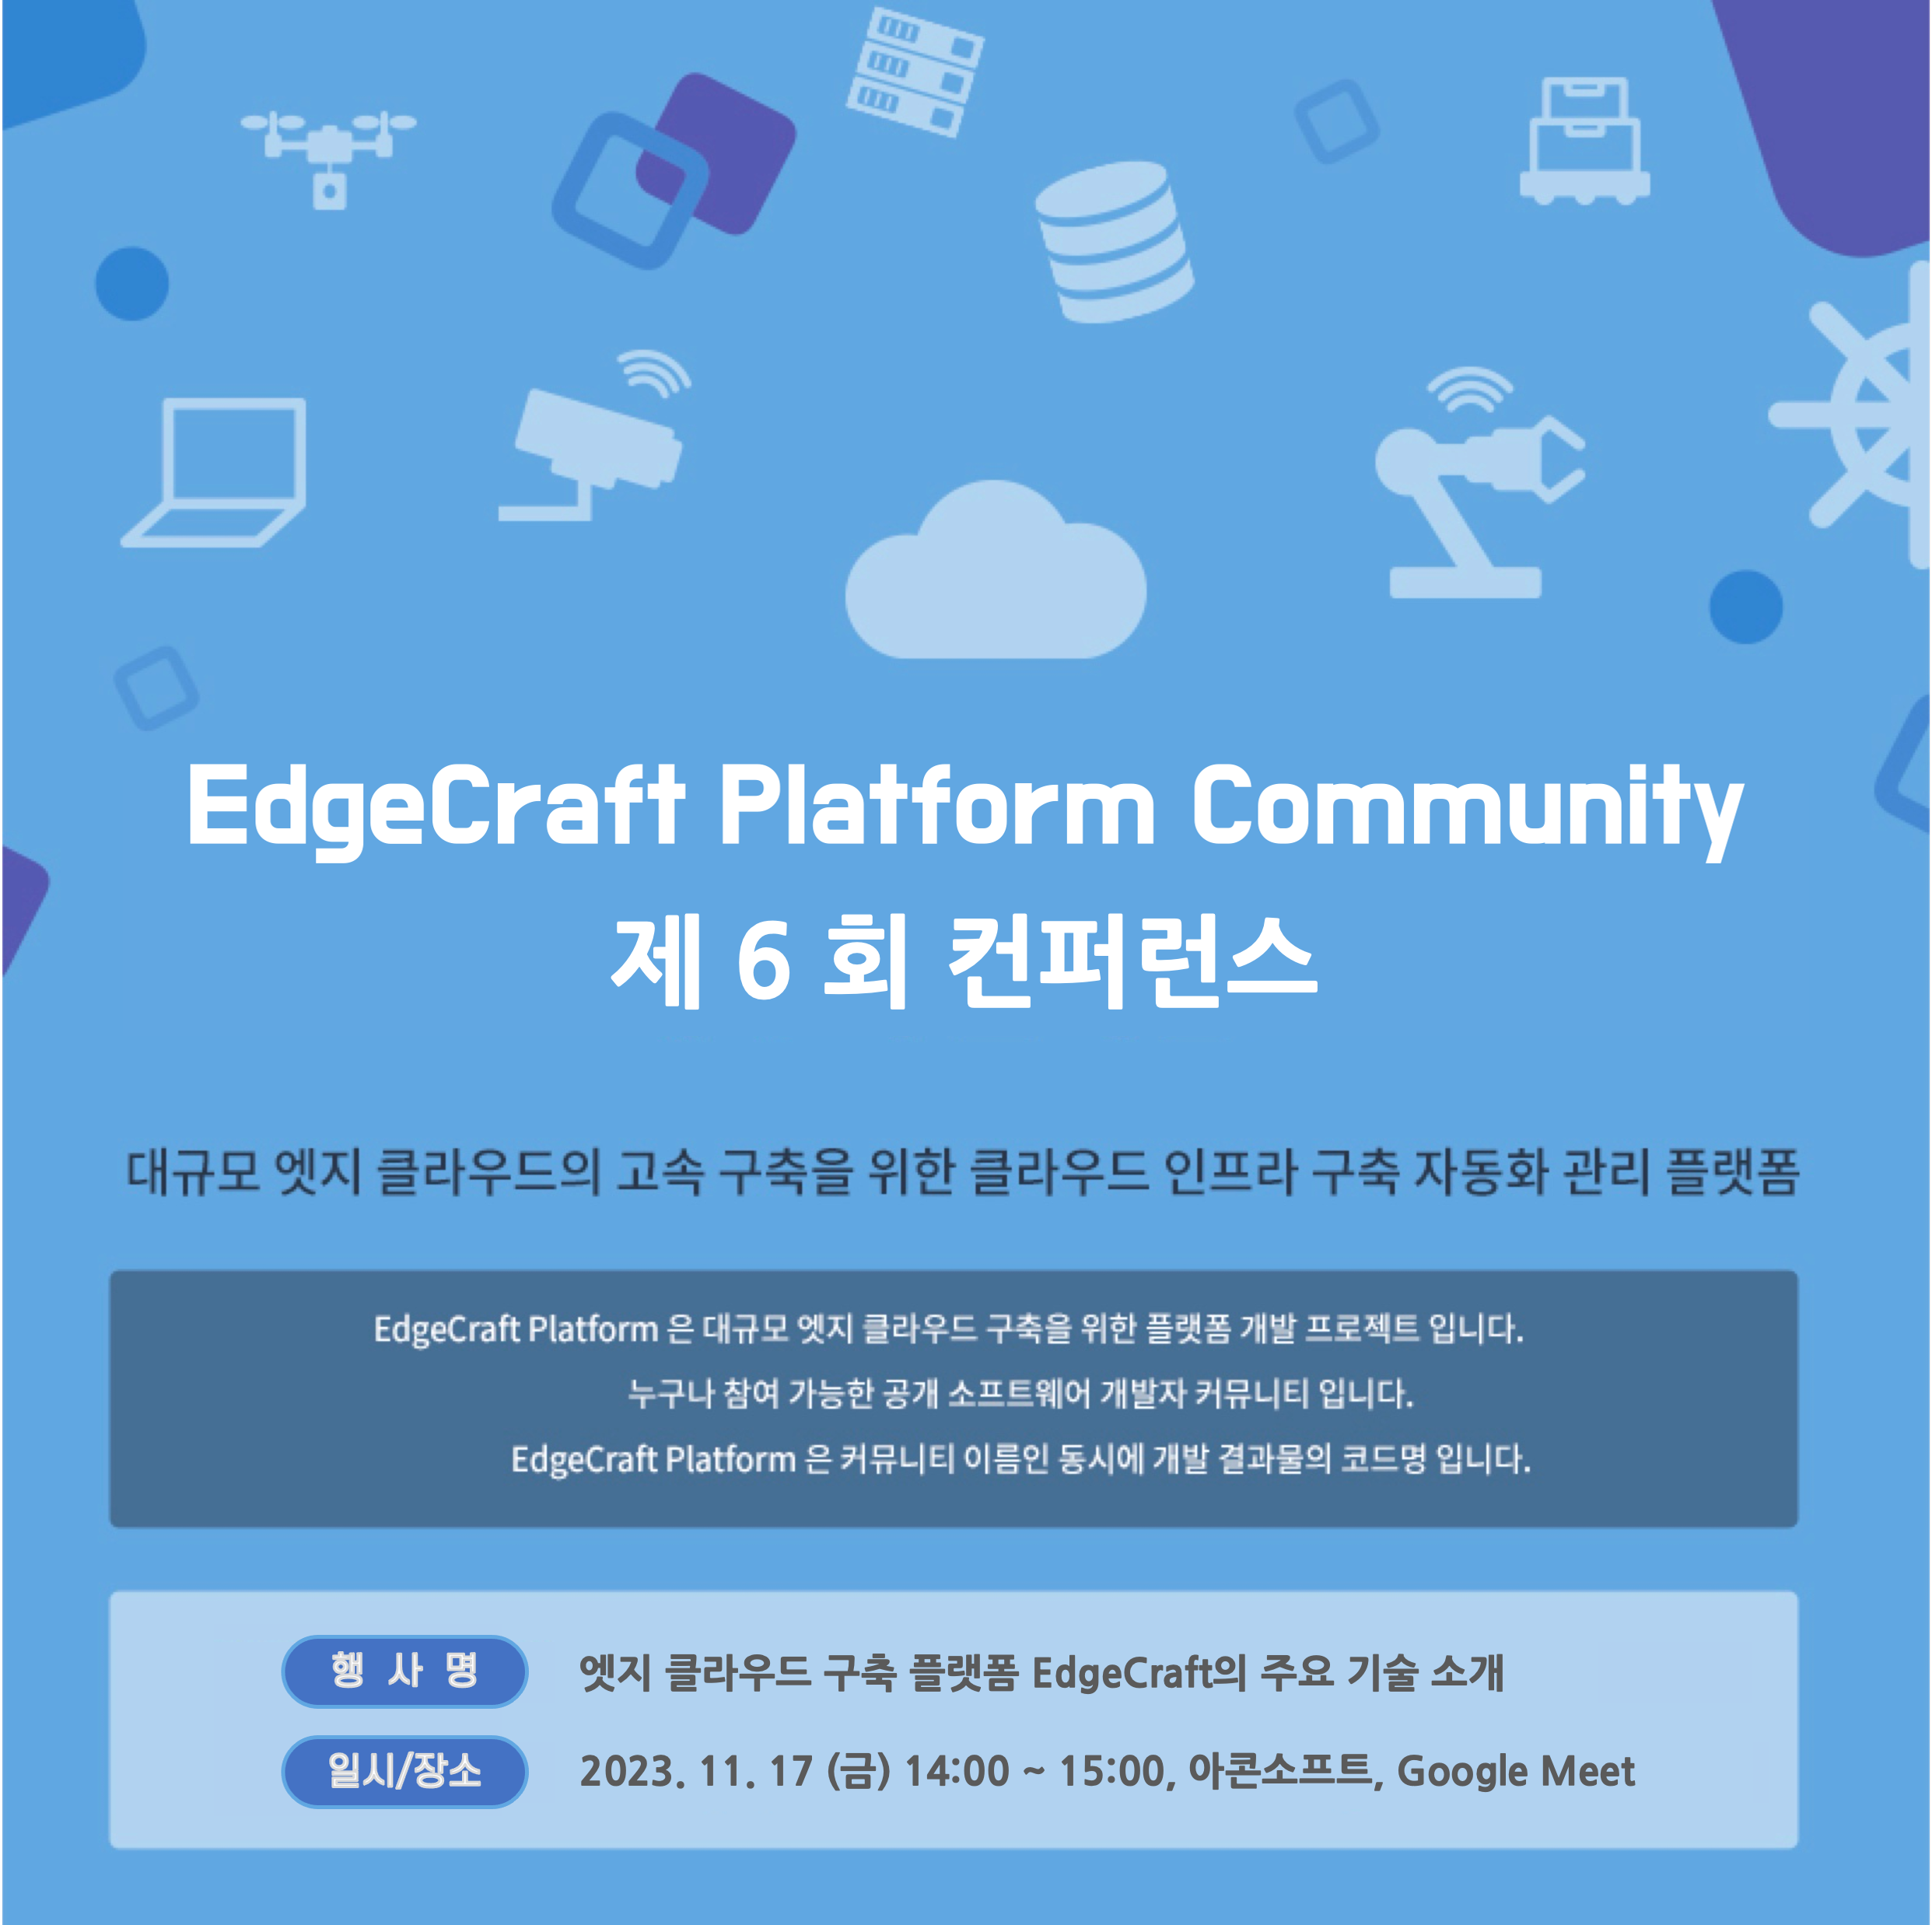 EdgeCraft Platform Community
제 6 회 컨퍼런스
대규모 엣지 클라우드의 고속 구축을 위한 클라우드 인프라 구축 자동화 관리 플랫폼
EdgeCraft Platform 은 대규모 엣지 클라우드 구축을 위한 플랫폼 개발 프로젝트 입니다.
누구나 참여 가능한 공개 소프트웨어 개발자 커뮤니티 입니다.
EdgeCraft Platform 은 커뮤니티 이름인 동시에 개발 결과물의 코드명 입니다.
행 사 명 엣지 클라우드 구축 플랫폼 EdgeCraft의 주요 기술 소개
일시/장소 2023. 11. 17 (금) 14:00 ~ 15:00, 아콘소프트, Google Meet